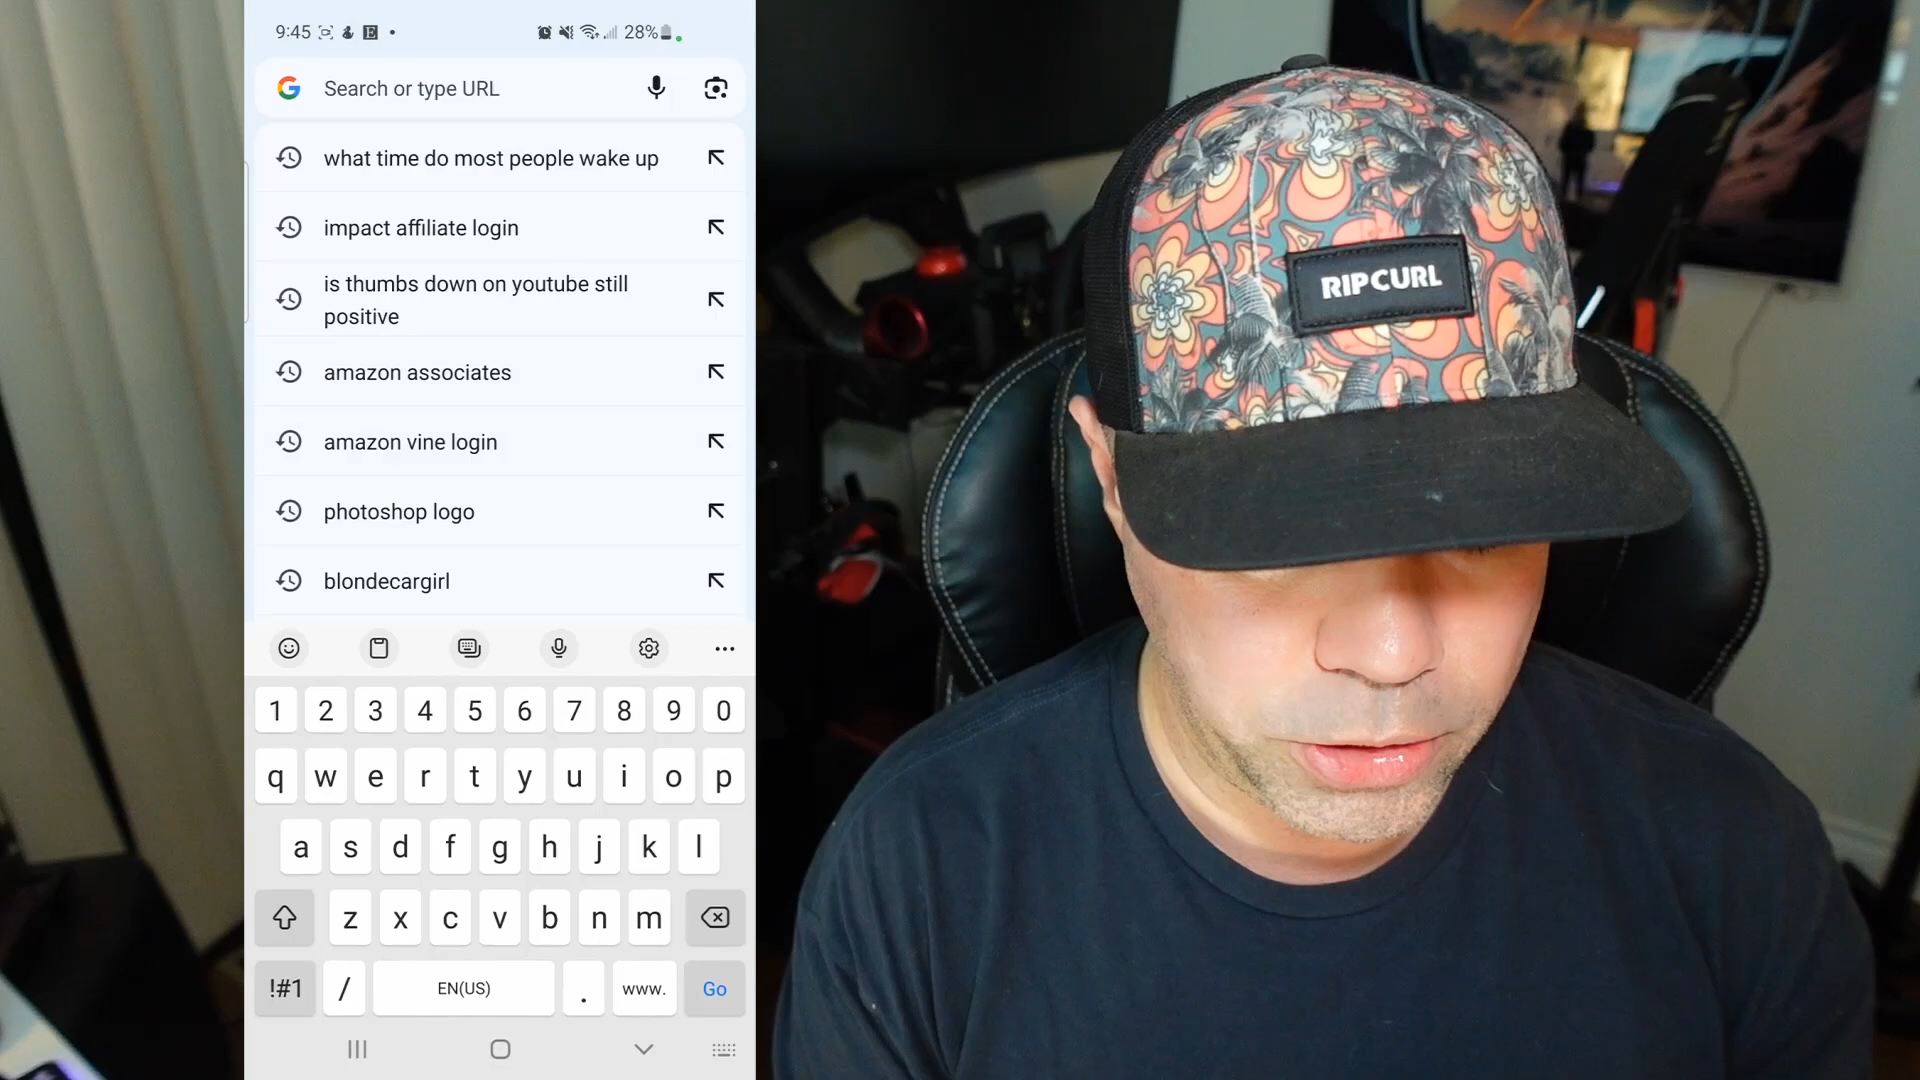 9:45 E 28%
Search or type URL
what time do most people wake up
impact affiliate login
is thumbs down on youtube still
positive
amazon associates
amazon vine login
photoshop logo
blondecargirl
1 2 3 4 5 6 7 8 9 0
q w e r t y u i o p
a s d f g h j k l
z x c v b n m
!#1 / EN(US) . www. Go
RIP CURL